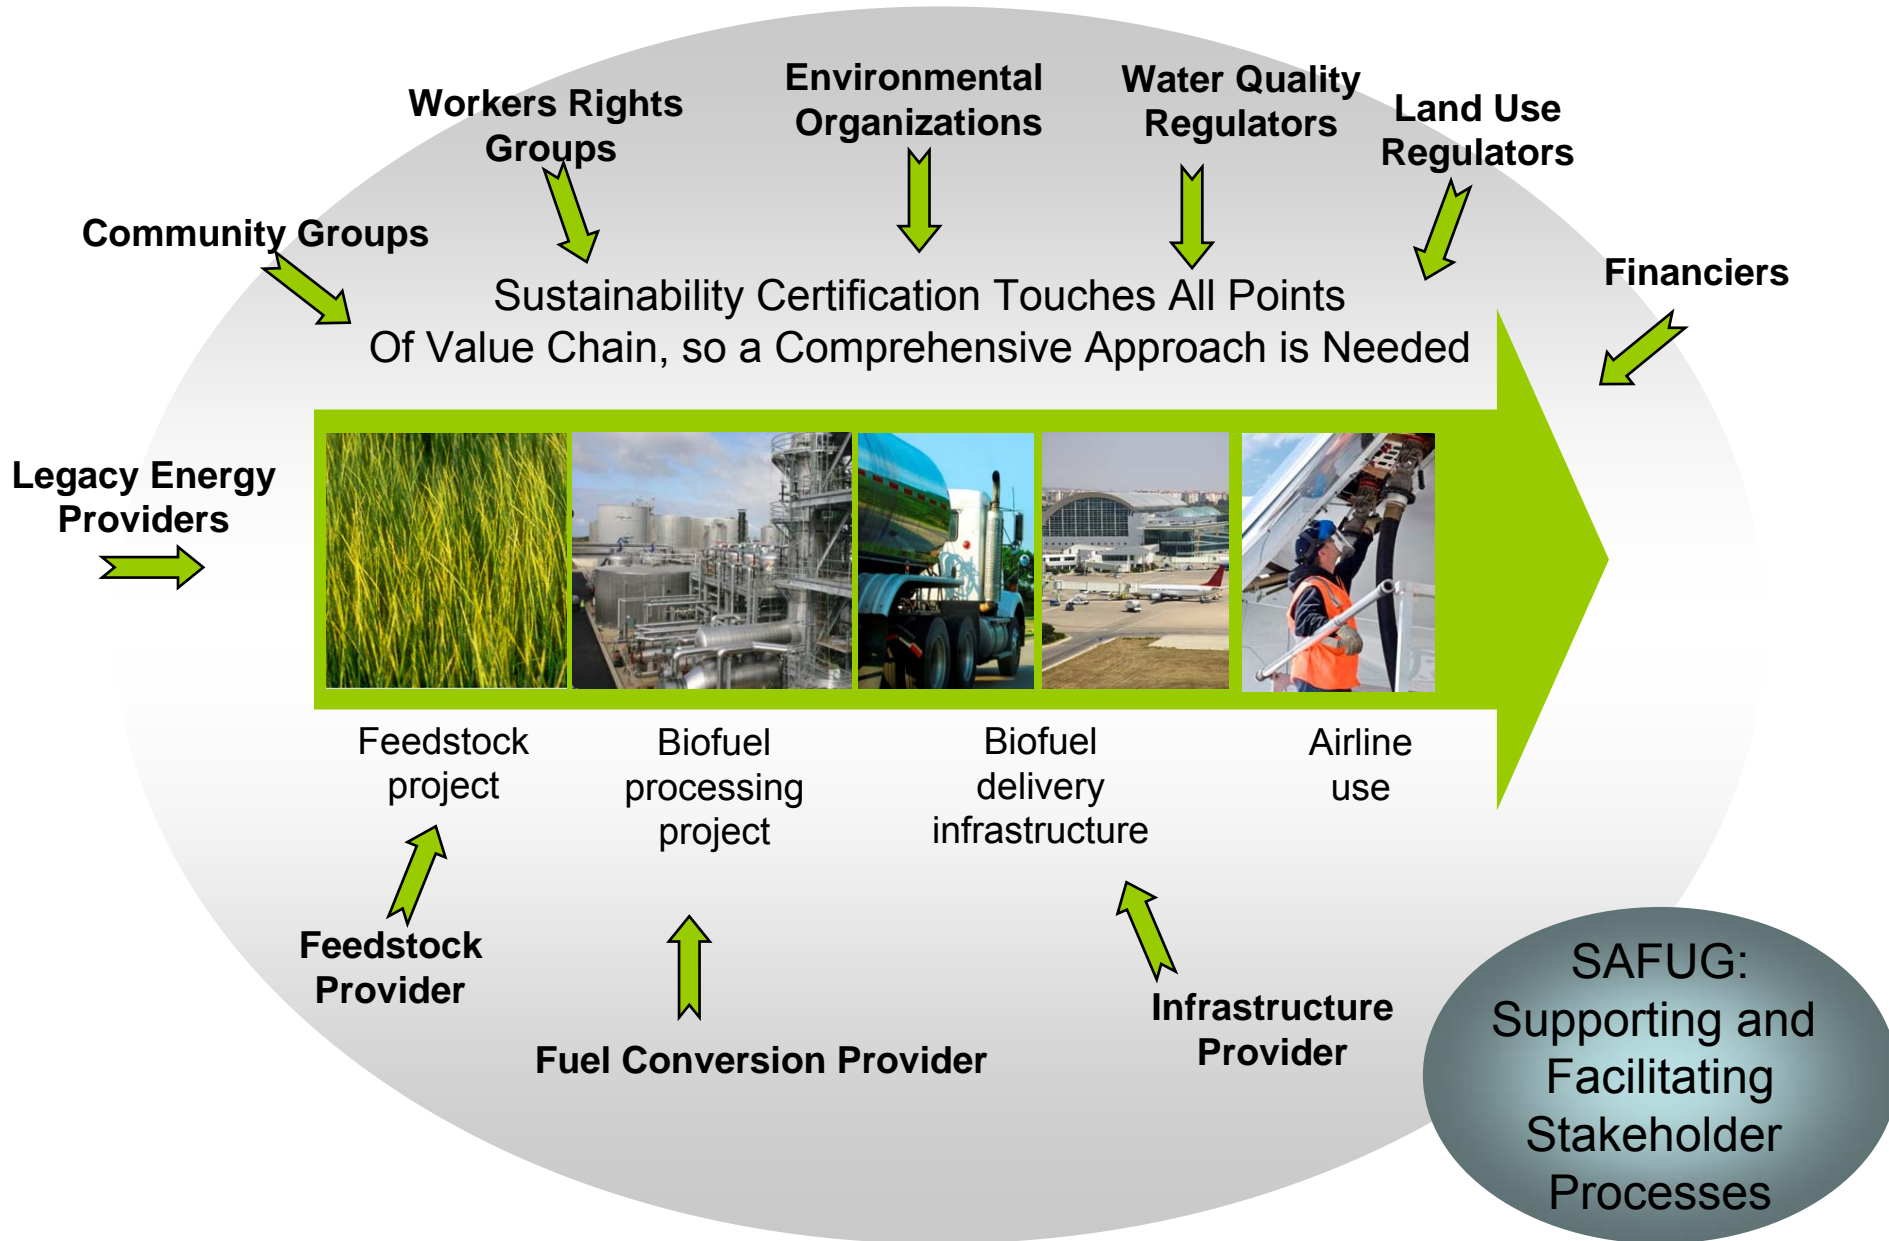 Environmental
Organizations
Water Quality
Regulators
Workers Rights
Groups
Land Use
Regulators
Community Groups
Financiers
Sustainability Certification Touches All Points
Of Value Chain, so a Comprehensive Approach is Needed
Legacy Energy
Providers
Feedstock
project
Biofuel
processing
project
Biofuel
delivery
infrastructure
Airline
use
Feedstock
Provider
Fuel Conversion Provider
Infrastructure
Provider
SAFUG:
Supporting and
Facilitating
Stakeholder
Processes